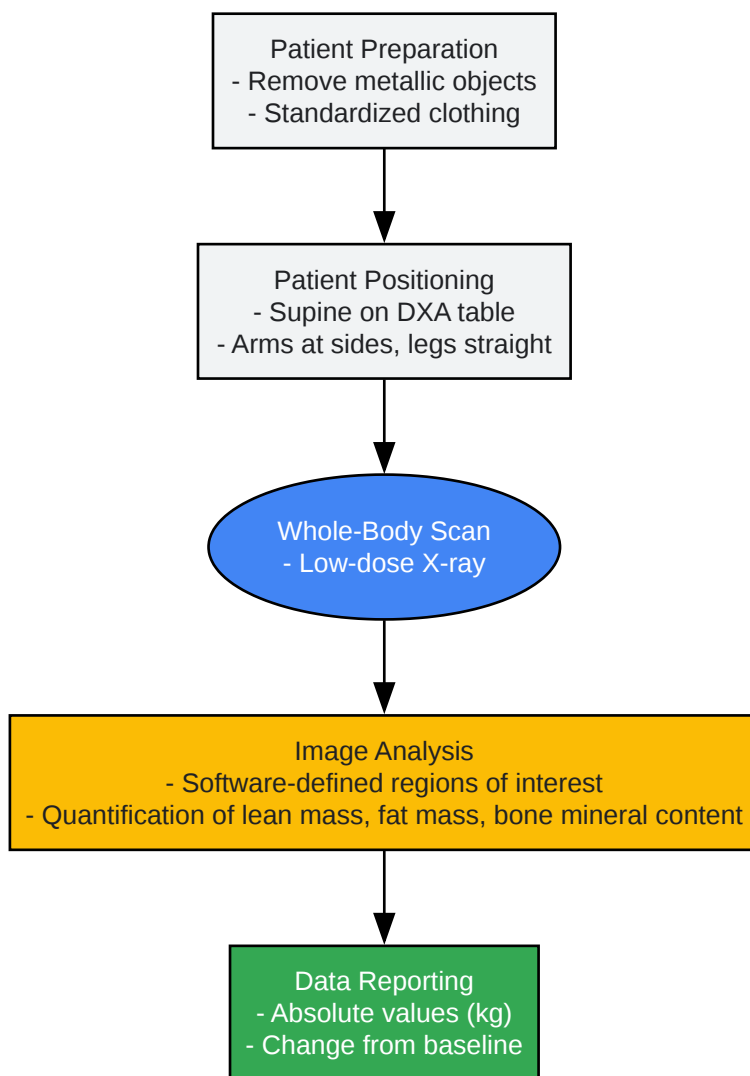 Patient Preparation
- Remove metallic objects
- Standardized clothing
Patient Positioning
- Supine on DXA table
- Arms at sides, legs straight
Whole-Body Scan
- Low-dose X-ray
Image Analysis
- Software-defined regions of interest
- Quantification of lean mass, fat mass, bone mineral content
Data Reporting
- Absolute values (kg)
- Change from baseline